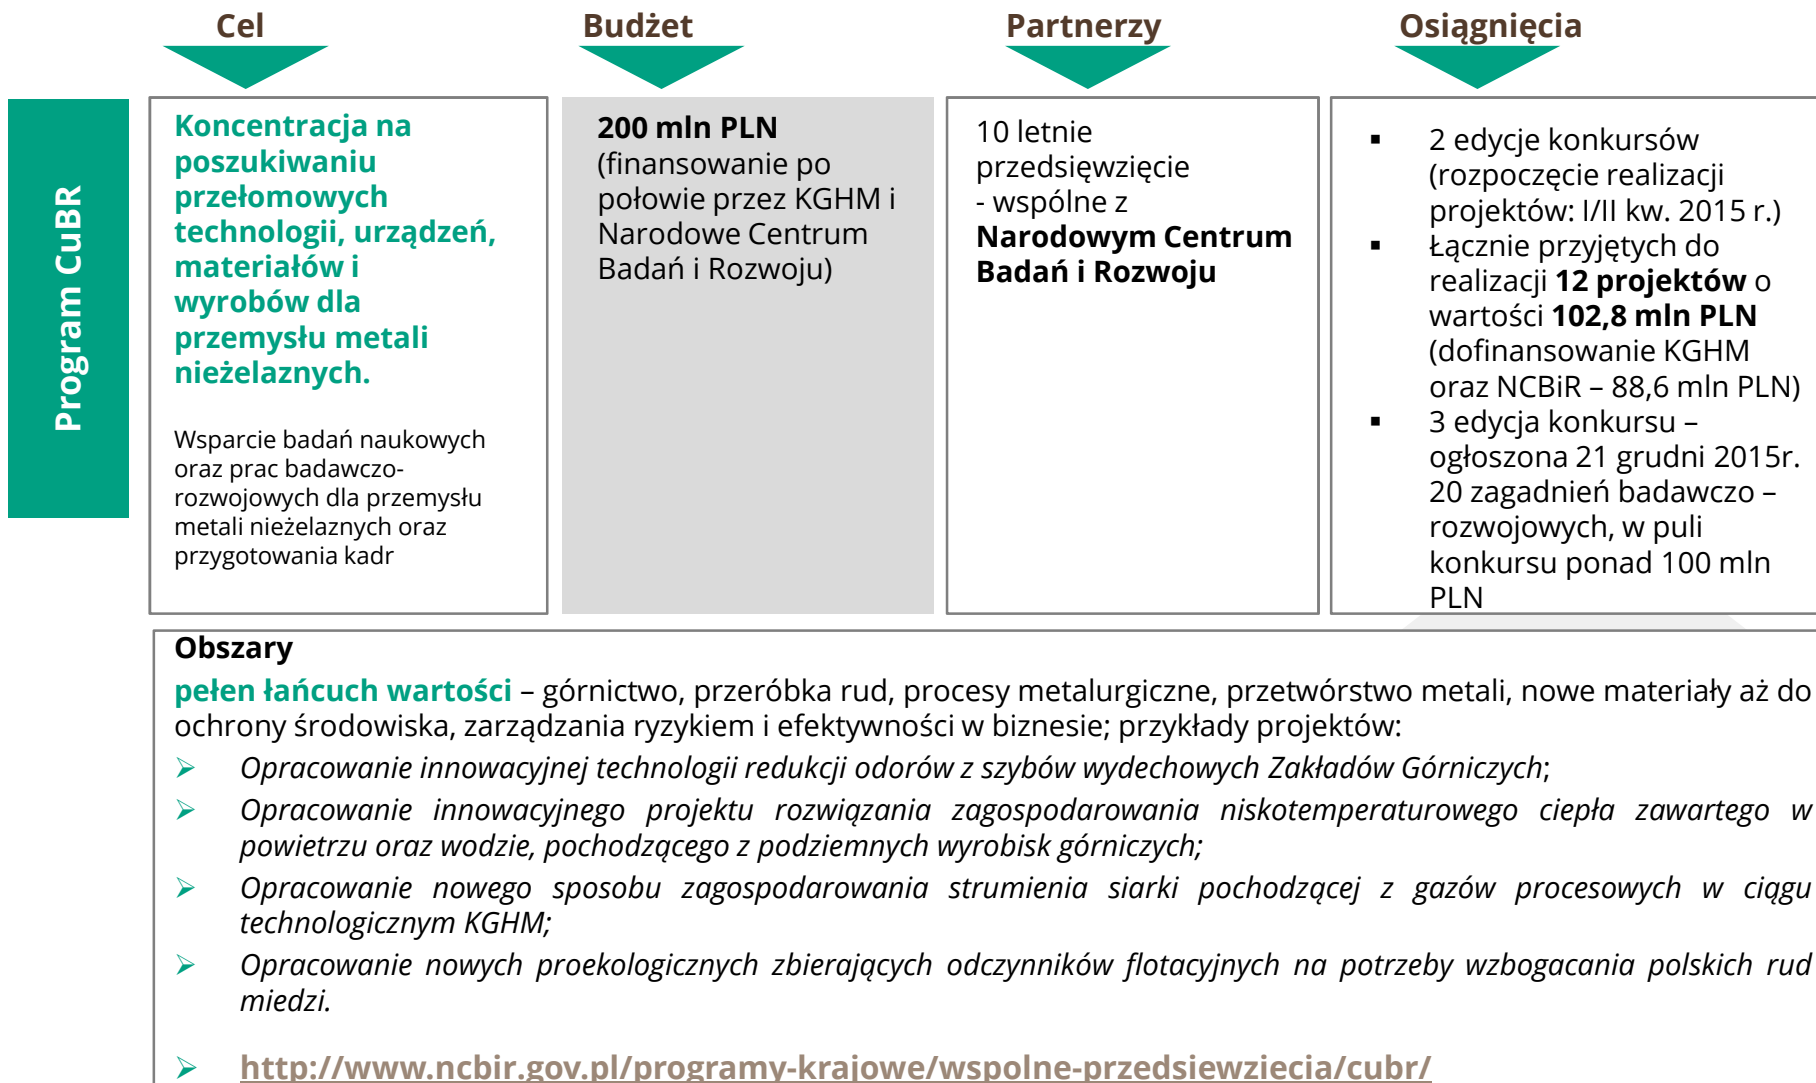 Cel
Budżet
Partnerzy
Osiągnięcia
Program CuBR
Koncentracja na
poszukiwaniu
przełomowych
technologii, urządzeń,
materiałów i
wyrobów dla
przemysłu metali
nieżelaznych.
Wsparcie badań naukowych
oraz prac badawczo-
rozwojowych dla przemysłu
metali nieżelaznych oraz
przygotowania kadr
200 mln PLN
(finansowanie po
połowie przez KGHM i
Narodowe Centrum
Badań i Rozwoju)
10 letnie
przedsięwzięcie
- wspólne z
Narodowym Centrum
Badań i Rozwoju
▪ 2 edycje konkursów
(rozpoczęcie realizacji
projektów: I/II kw. 2015 r.)
▪ Łącznie przyjętych do
realizacji 12 projektów o
wartości 102,8 mln PLN
(dofinansowanie KGHM
oraz NCBiR – 88,6 mln PLN)
▪ 3 edycja konkursu –
ogłoszona 21 grudni 2015r.
20 zagadnień badawczo –
rozwojowych, w puli
konkursu ponad 100 mln
PLN
Obszary
pełen łańcuch wartości – górnictwo, przeróbka rud, procesy metalurgiczne, przetwórstwo metali, nowe materiały aż do
ochrony środowiska, zarządzania ryzykiem i efektywności w biznesie; przykłady projektów:
➢ Opracowanie innowacyjnej technologii redukcji odorów z szybów wydechowych Zakładów Górniczych;
➢ Opracowanie innowacyjnego projektu rozwiązania zagospodarowania niskotemperaturowego ciepła zawartego w
powietrzu oraz wodzie, pochodzącego z podziemnych wyrobisk górniczych;
➢ Opracowanie nowego sposobu zagospodarowania strumienia siarki pochodzącej z gazów procesowych w ciągu
technologicznym KGHM;
➢ Opracowanie nowych proekologicznych zbierających odczynników flotacyjnych na potrzeby wzbogacania polskich rud
miedzi.
➢ http://www.ncbir.gov.pl/programy-krajowe/wspolne-przedsiewziecia/cubr/